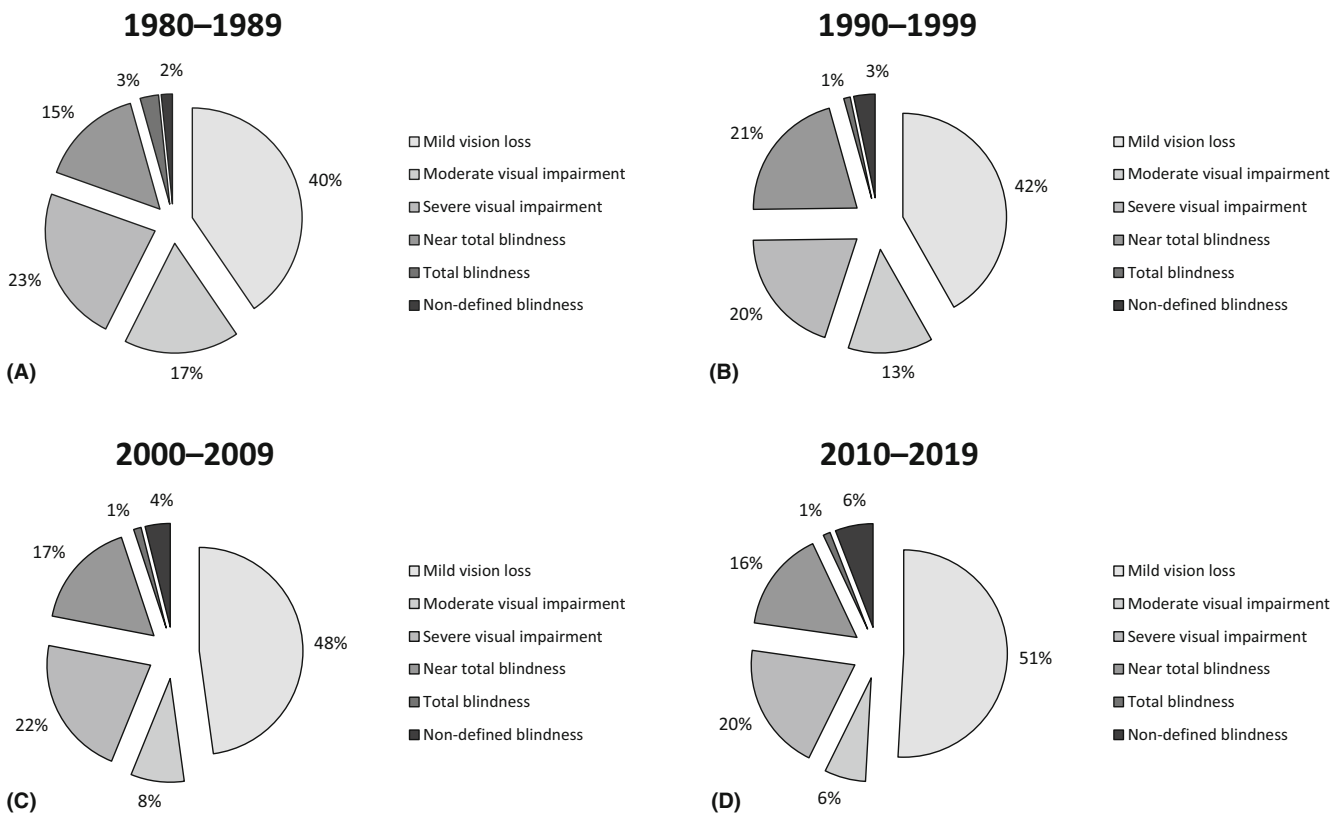 1980–1989
2%
3%
15%
40%
23%
17%
Mild vision loss
Moderate visual impairment
Severe visual impairment
Near total blindness
Total blindness
Non-defined blindness
(A)
1990–1999
3%
1%
21%
42%
20%
13%
Mild vision loss
Moderate visual impairment
Severe visual impairment
Near total blindness
Total blindness
Non-defined blindness
(B)
2000–2009
4%
1%
17%
48%
22%
8%
Mild vision loss
Moderate visual impairment
Severe visual impairment
Near total blindness
Total blindness
Non-defined blindness
(C)
2010–2019
6%
1%
16%
51%
20%
6%
Mild vision loss
Moderate visual impairment
Severe visual impairment
Near total blindness
Total blindness
Non-defined blindness
(D)